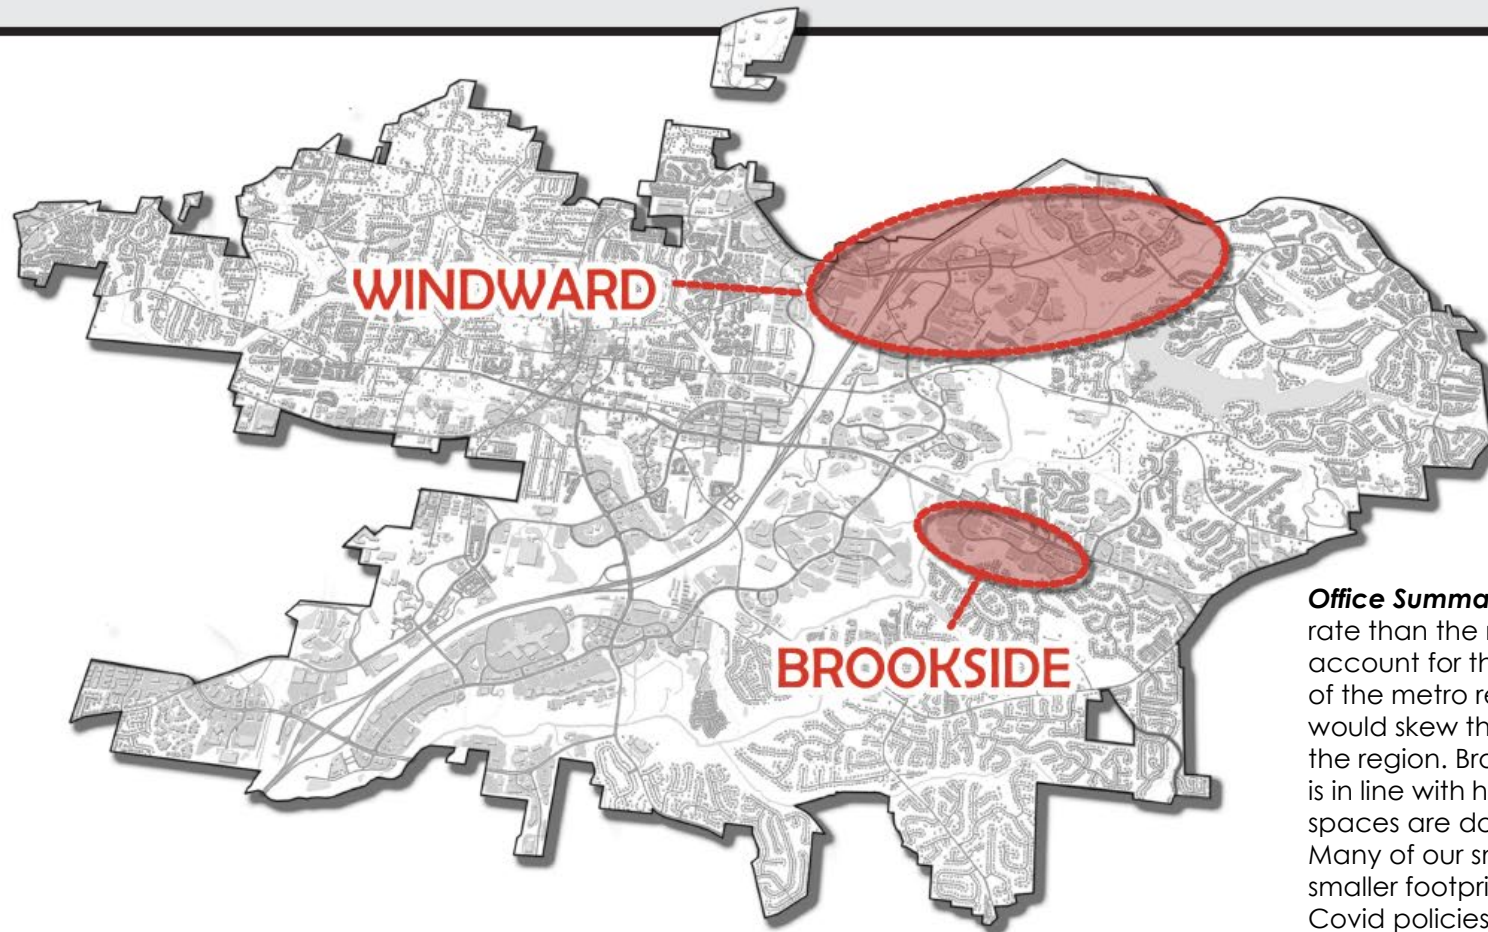 WINDWARD
BROOKSIDE
Office Summa
rate than the
account for th
of the metro re
would skew th
the region. Bro
is in line with h
spaces are do
Many of our sm
smaller footpri
Covid policies